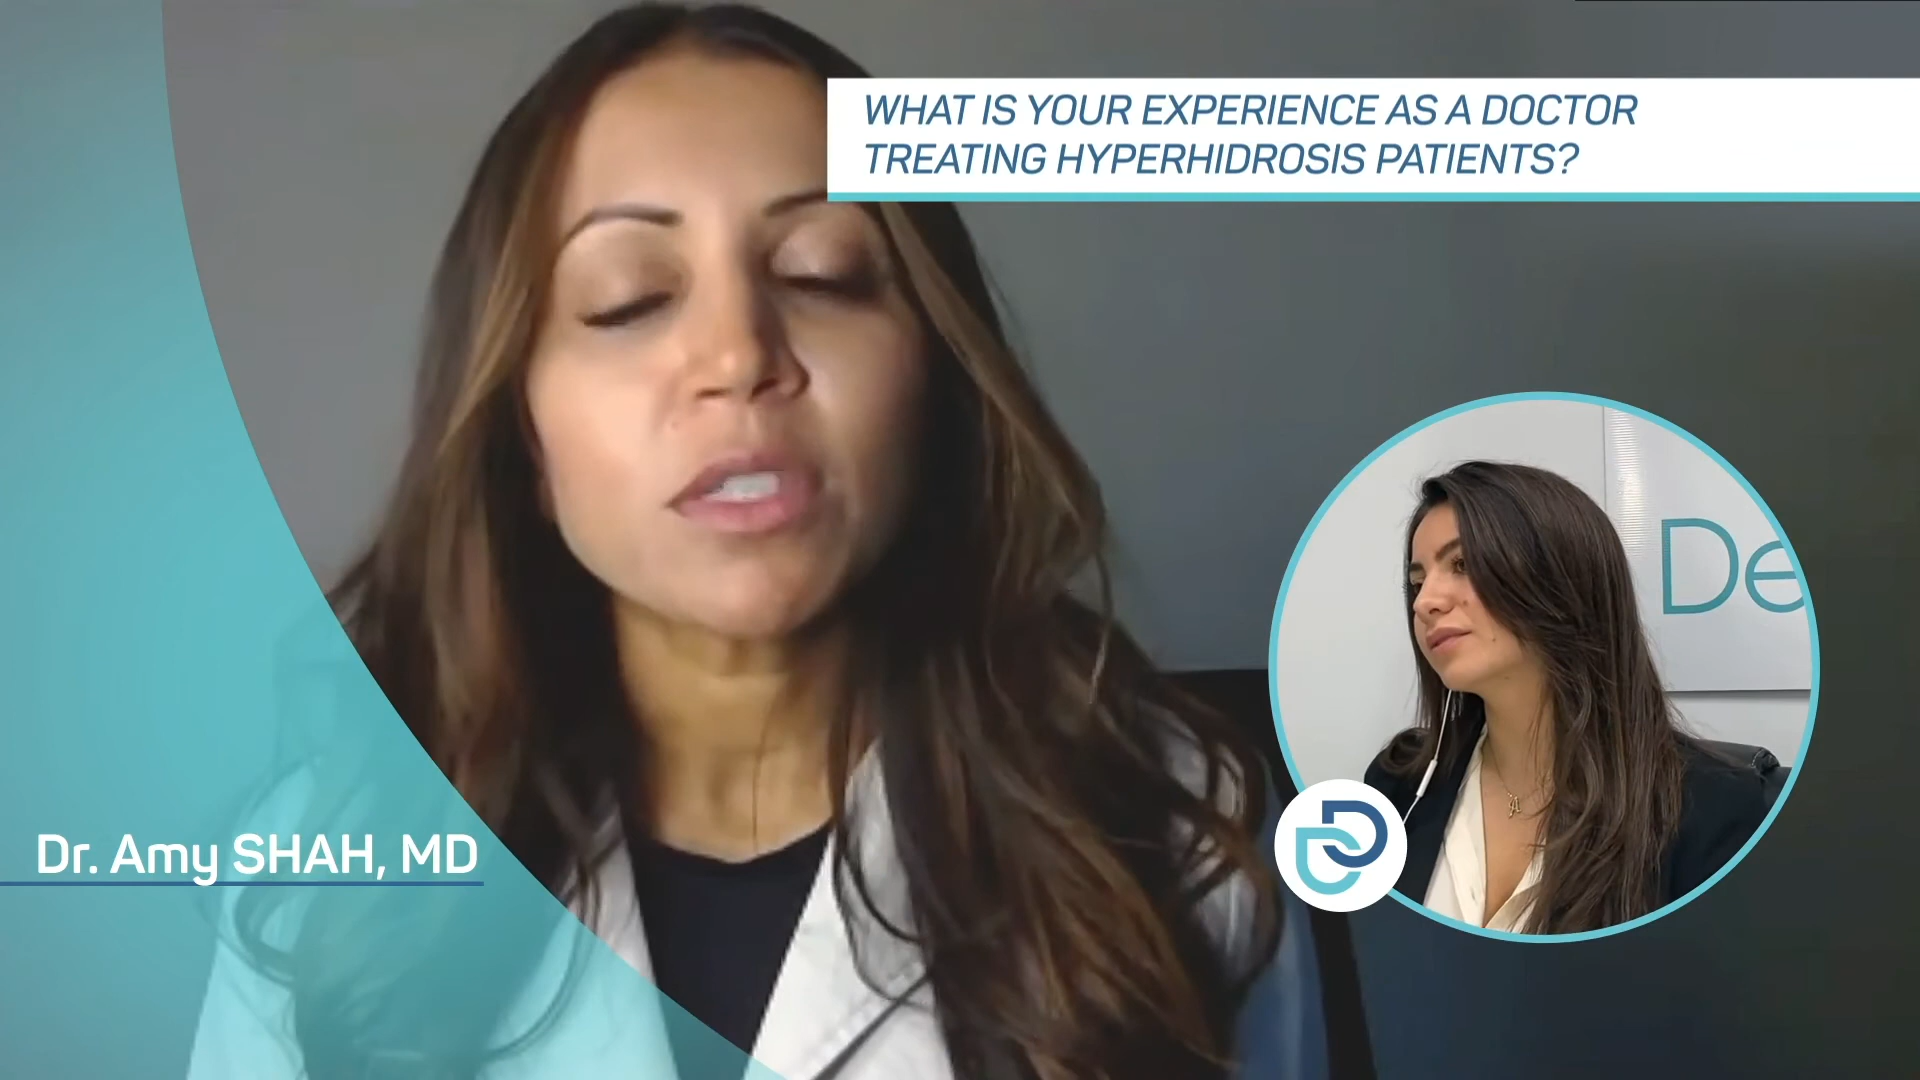 WHAT IS YOUR EXPERIENCE AS A DOCTOR
TREATING HYPERHIDROSIS PATIENTS?
De
Dr. Amy SHAH, MD